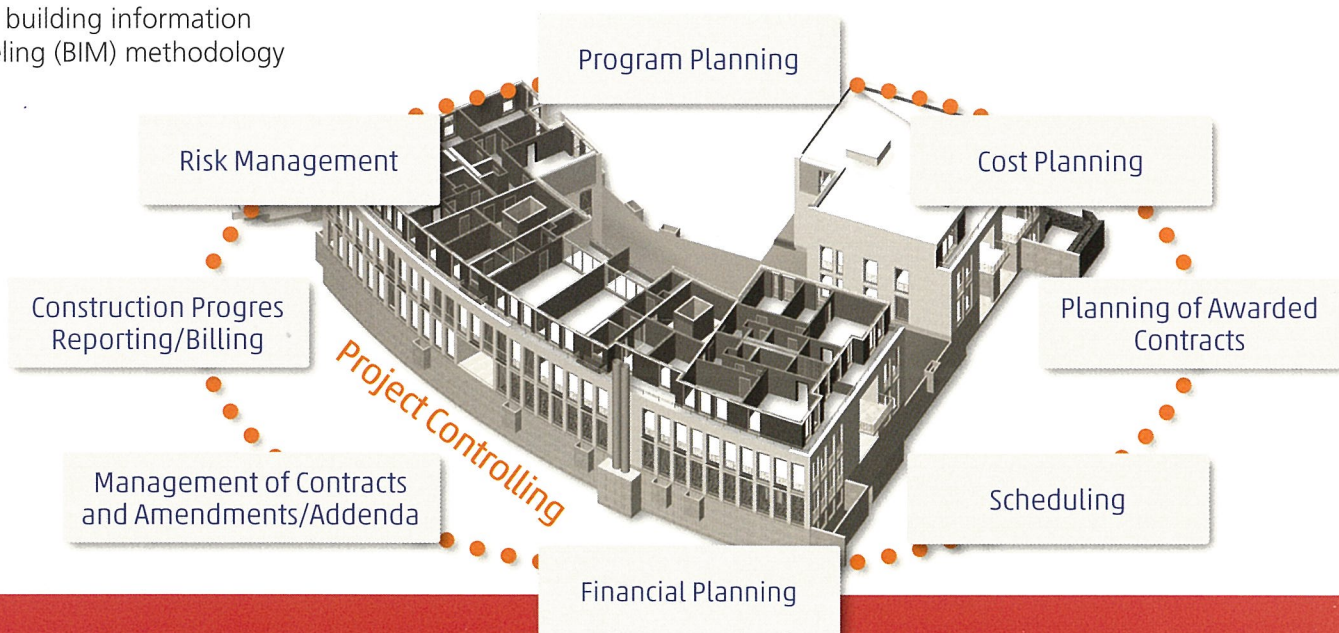 building information
eling (BIM) methodology
Program Planning
Risk Management
Cost Planning
Construction Progres
Reporting/Billing
Planning of Awarded
Contracts
Project Controlling
Management of Contracts
and Amendments/Addenda
Scheduling
Financial Planning